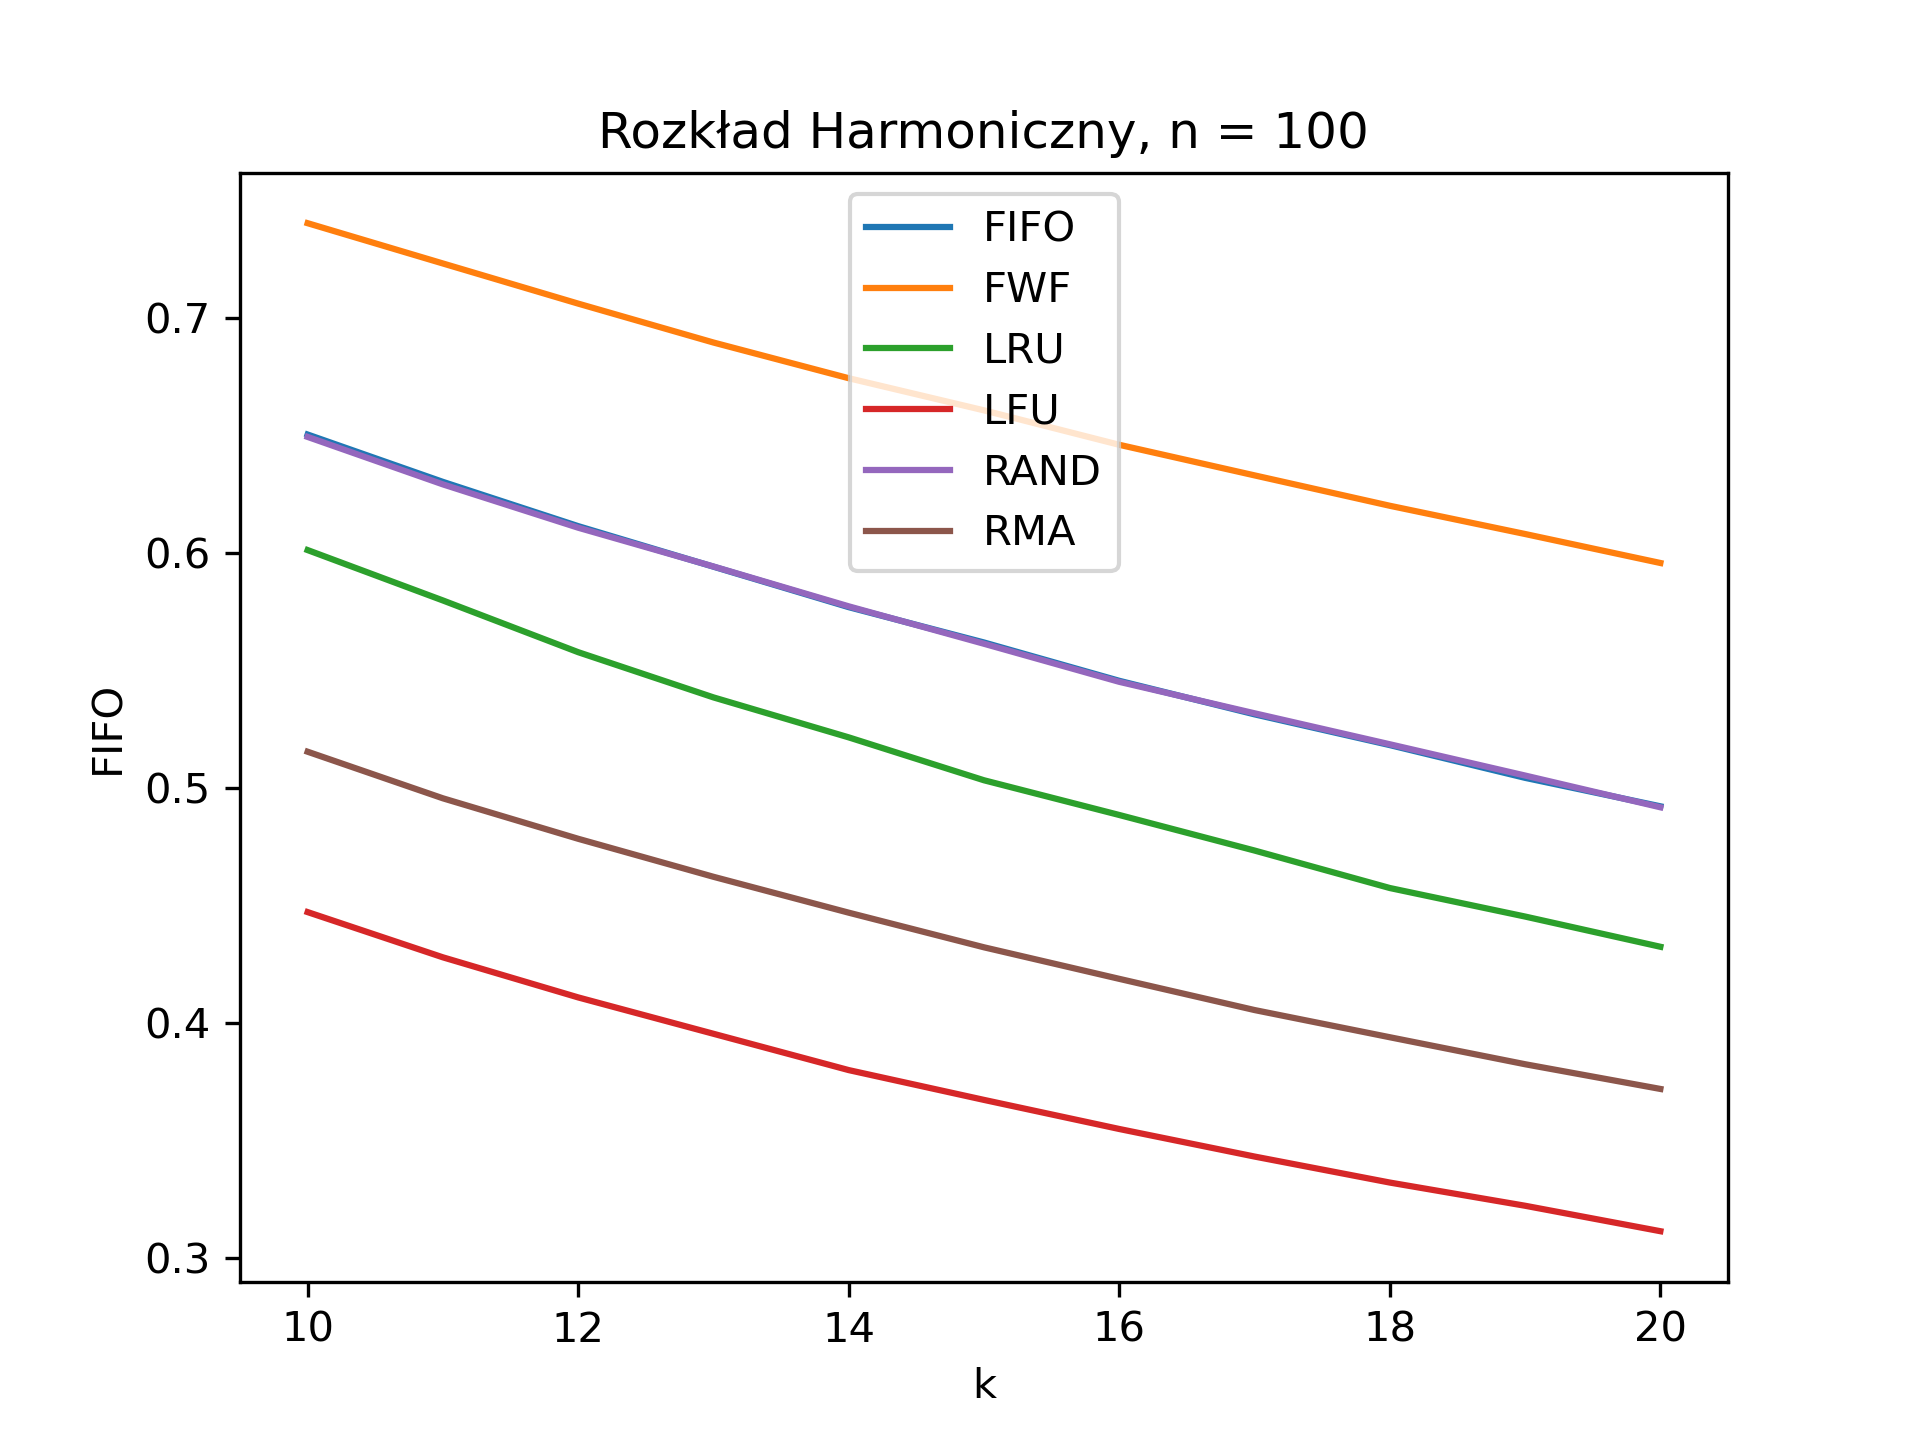 Rozkład Harmoniczny, n = 100
FIFO
FWF
LRU
LFU
RAND
RMA
0.7
0.6
0.5
0.4
0.3
FIFO
10 12 14 16 18 20
k